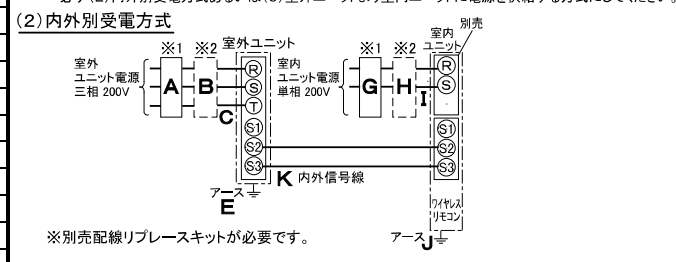 (2)内外別受電方式
※1 ※2 室外ユニット
室外
ユニット電源
三相 200V
A B C
R
S
T
S1
S2
S3
アース
E
K 内外信号線
※1 ※2
室内
ユニット電源
単相 200V
G H I
室内
ユニット
別売
R
S
S1
S2
S3
ワイヤレス
リモコン
アース J
※別売配線リプレースキットが必要です。